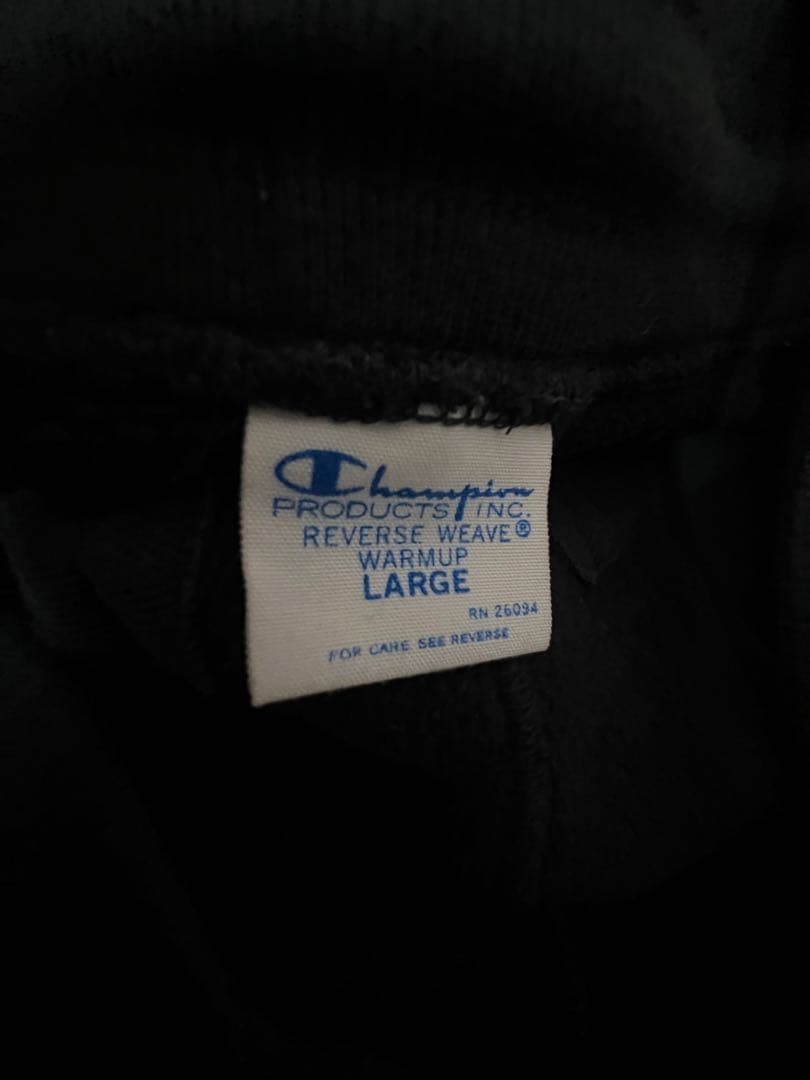 Champion
PRODUCTS INC.
REVERSE WEAVE®
WARMUP
LARGE
RN 26094
FOR CARE SEE REVERSE